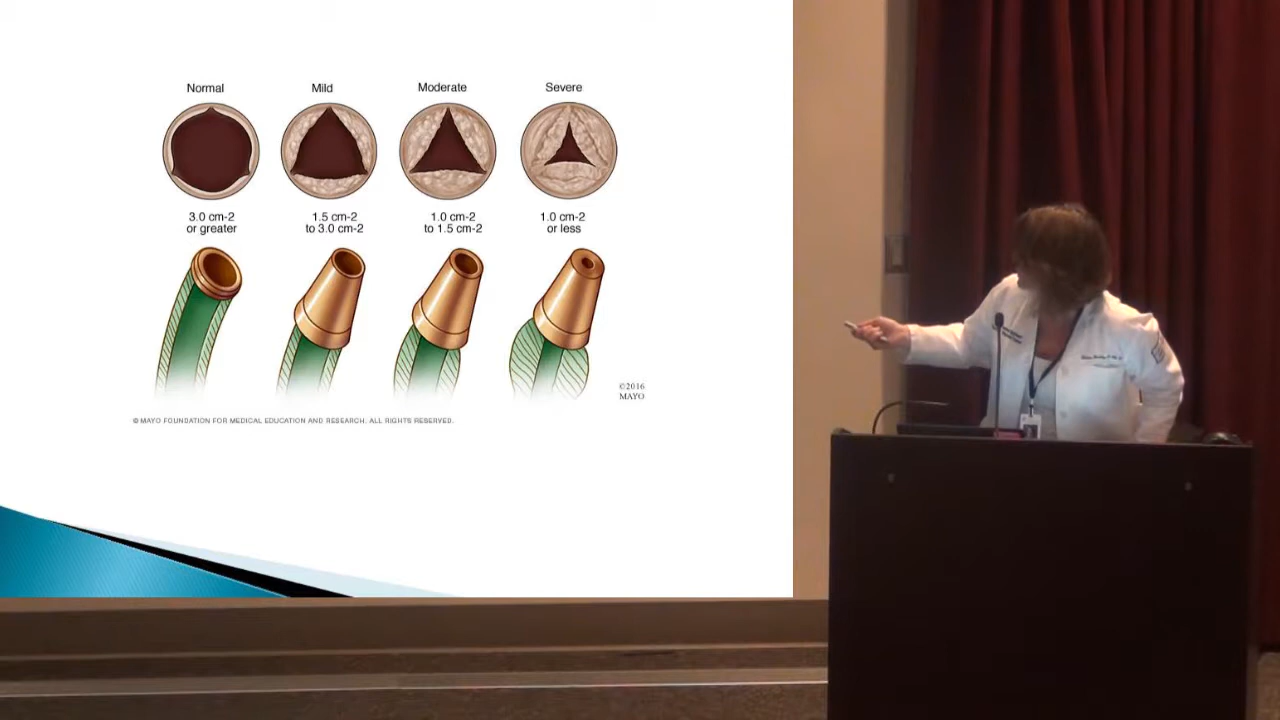 Normal
Mild
Moderate
Severe
3.0 cm-2
or greater
1.5 cm-2
to 3.0 cm-2
1.0 cm-2
to 1.5 cm-2
1.0 cm-2
or less
©2016
MAYO
© MAYO FOUNDATION FOR MEDICAL EDUCATION AND RESEARCH. ALL RIGHTS RESERVED.